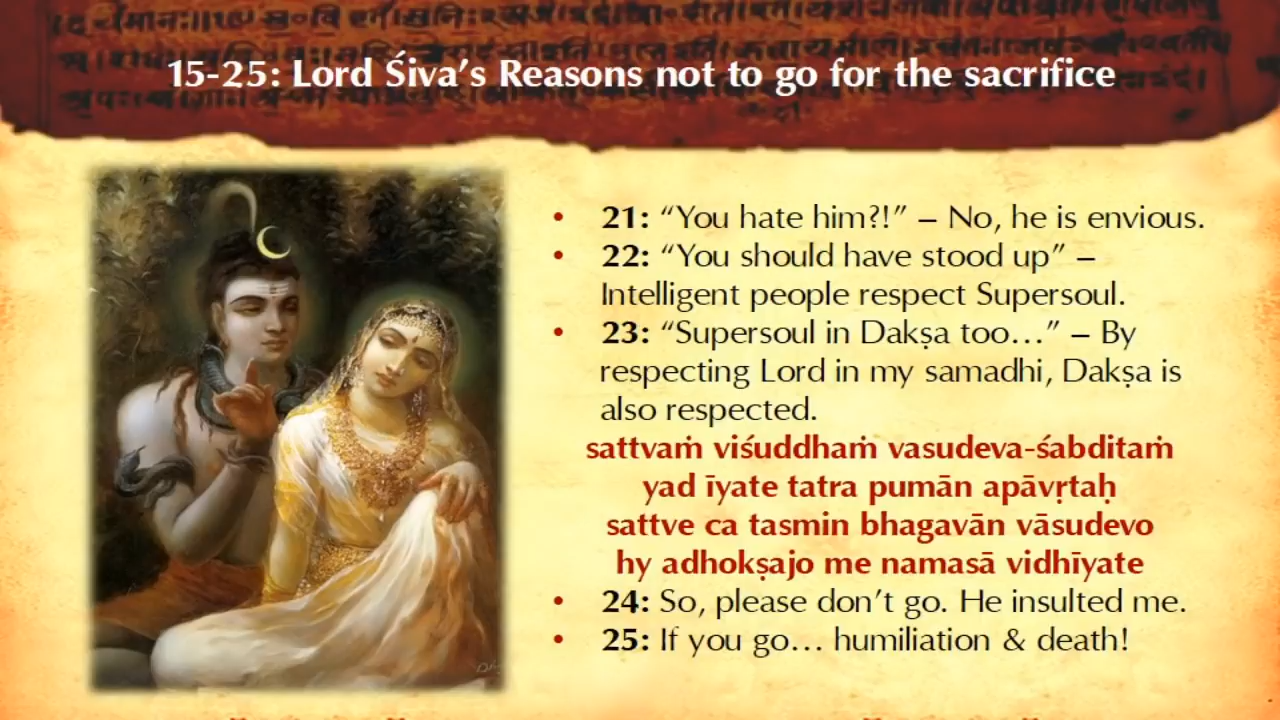 15-25: Lord Śiva’s Reasons not to go for the sacrifice
• 21: “You hate him?!” – No, he is envious.
• 22: “You should have stood up” –
Intelligent people respect Supersoul.
• 23: “Supersoul in Dakṣa too…” – By
respecting Lord in my samadhi, Dakṣa is
also respected.
sattvaṁ viśuddhaṁ vasudeva-śabditaṁ
yad īyate tatra pumān apāvṛtaḥ
sattve ca tasmin bhagavān vāsudevo
hy adhokṣajo me namasā vidhīyate
• 24: So, please don’t go. He insulted me.
• 25: If you go… humiliation & death!